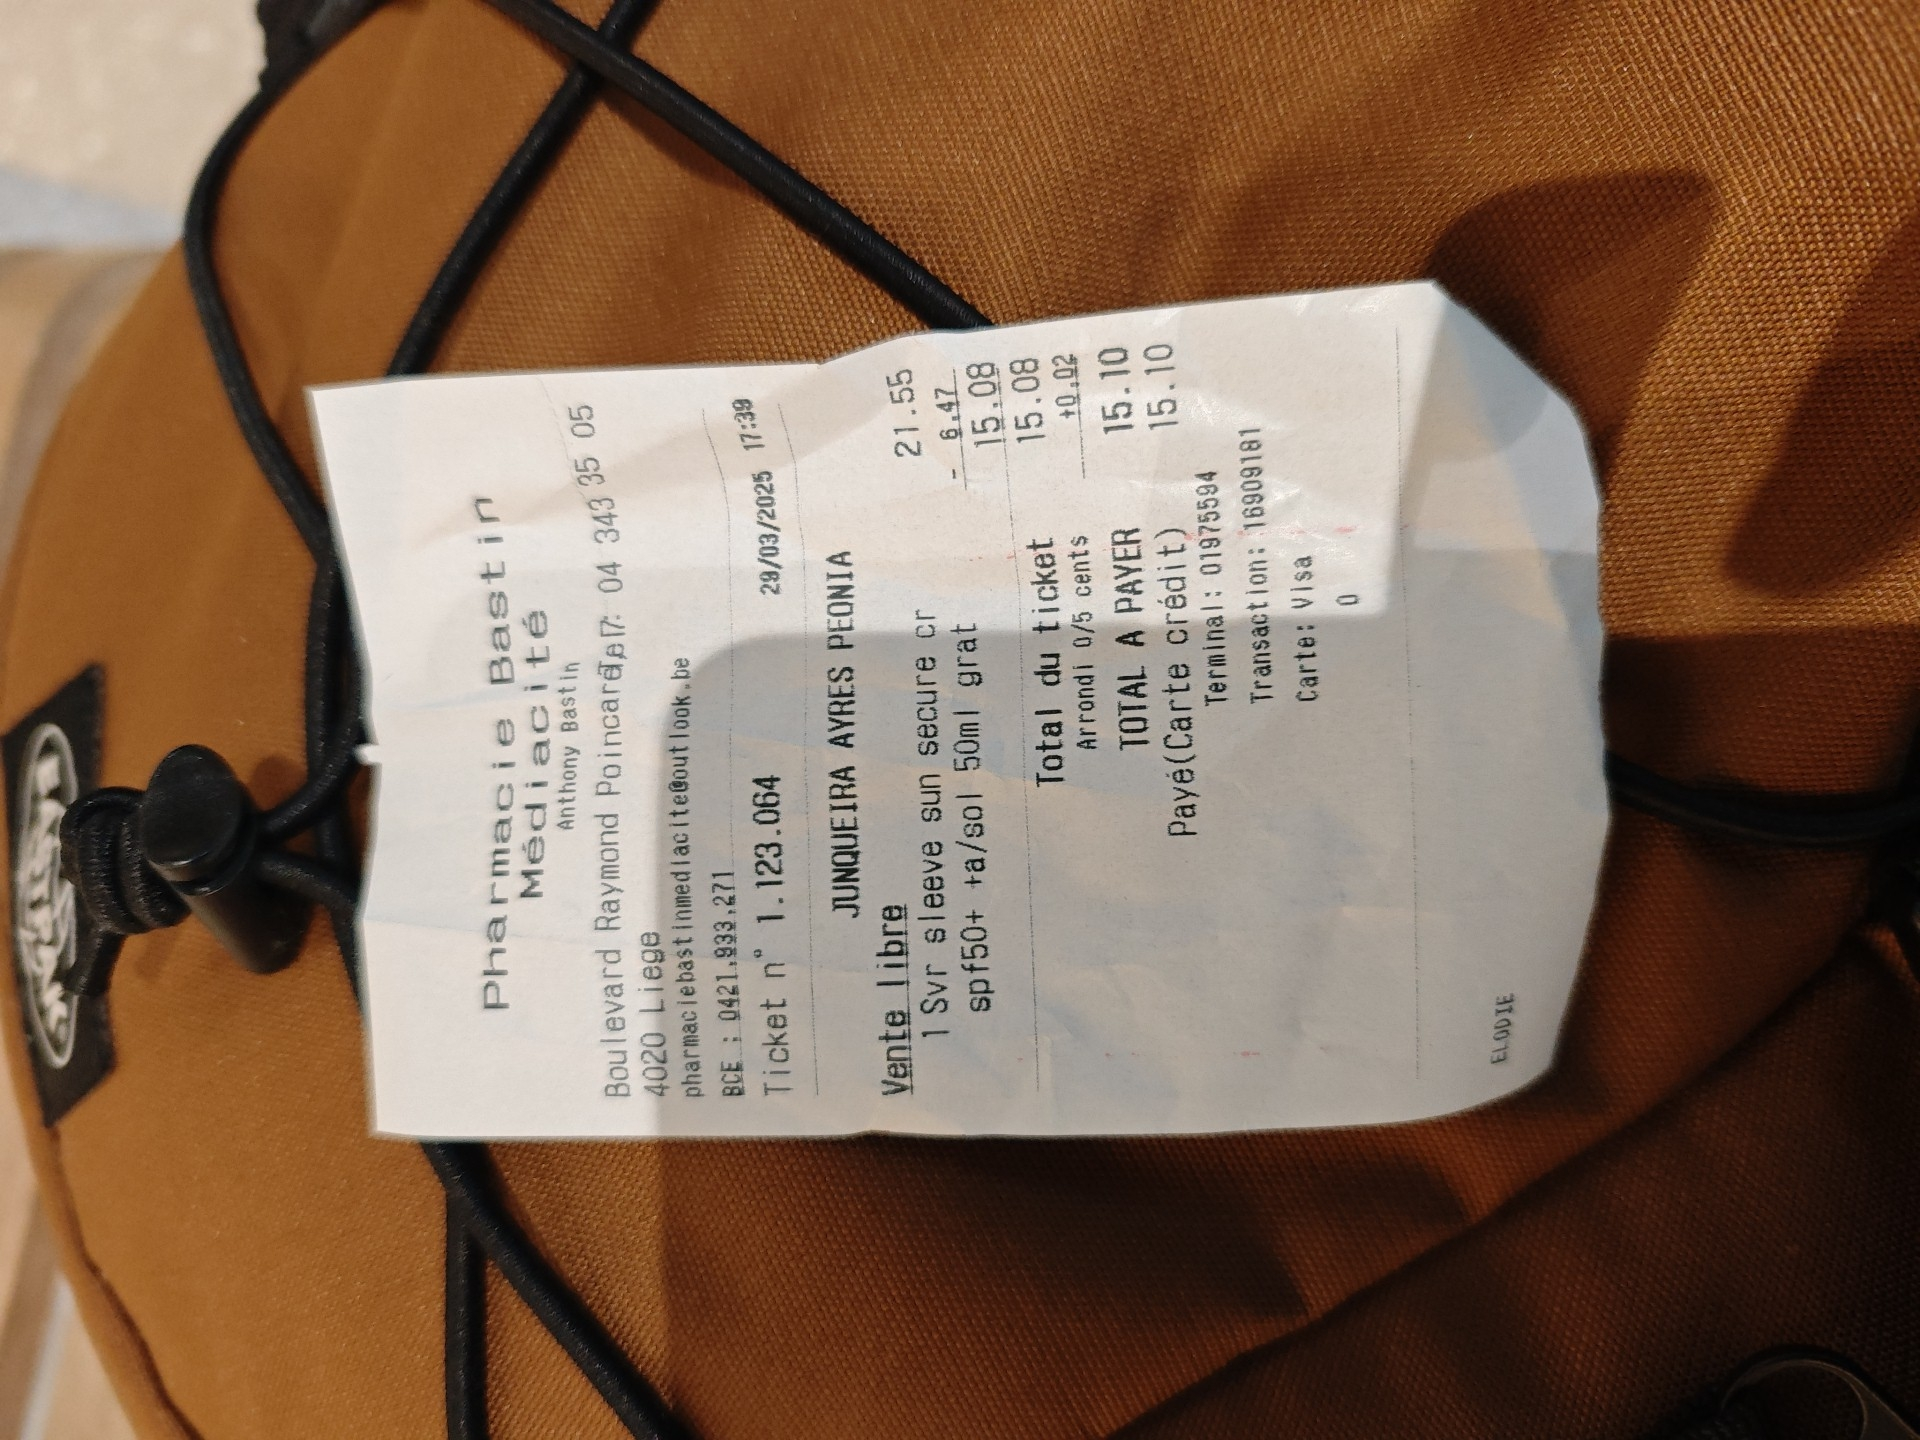 Pharmacie Bastin
Médiacité
Anthony Bastin
Boulevard Raymond Poincaré, 17: 04 343 35 05
4020 Liege
pharmaciebastinmediacite@outlook.be
BCE : 0421.933.271
Ticket n° 1.123.064 29/03/2025 17:39
JUNQUEIRA AYRES PEONIA
Vente libre
1 Svr sleeve sun secure cr 21.55
spf50+ +a/sol 50ml grat - 6.47
15.08
Total du ticket 15.08
Arrondi 0/5 cents +0.02
TOTAL A PAYER 15.10
Payé(Carte crédit) 15.10
Terminal: 01975594
Transaction: 16909181
Carte: Visa
0
ELODIE